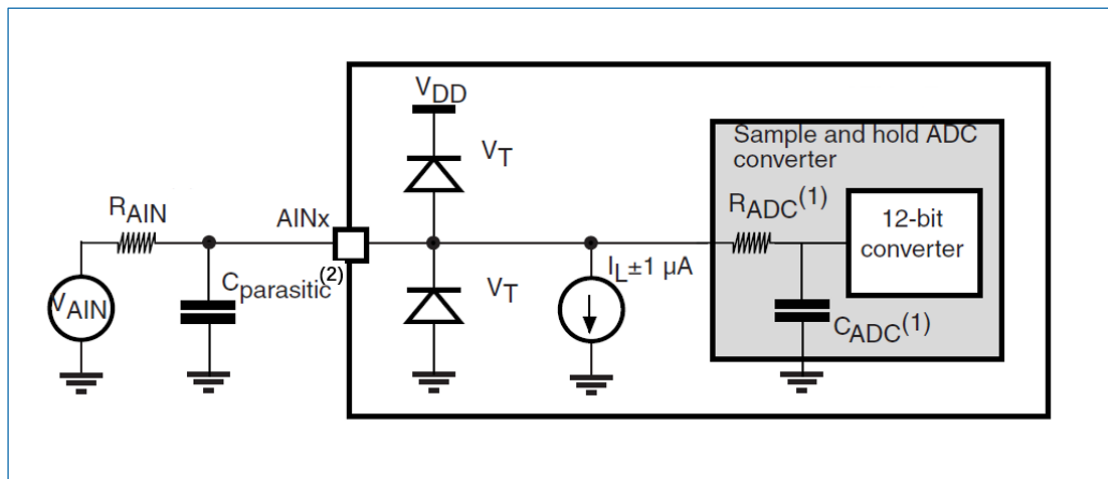 VDD
VT
Sample and hold ADC
converter
RAIN
AINx
RADC(1)
12-bit
converter
Cparasitic(2)
VT
IL±1 µA
VAIN
CADC(1)